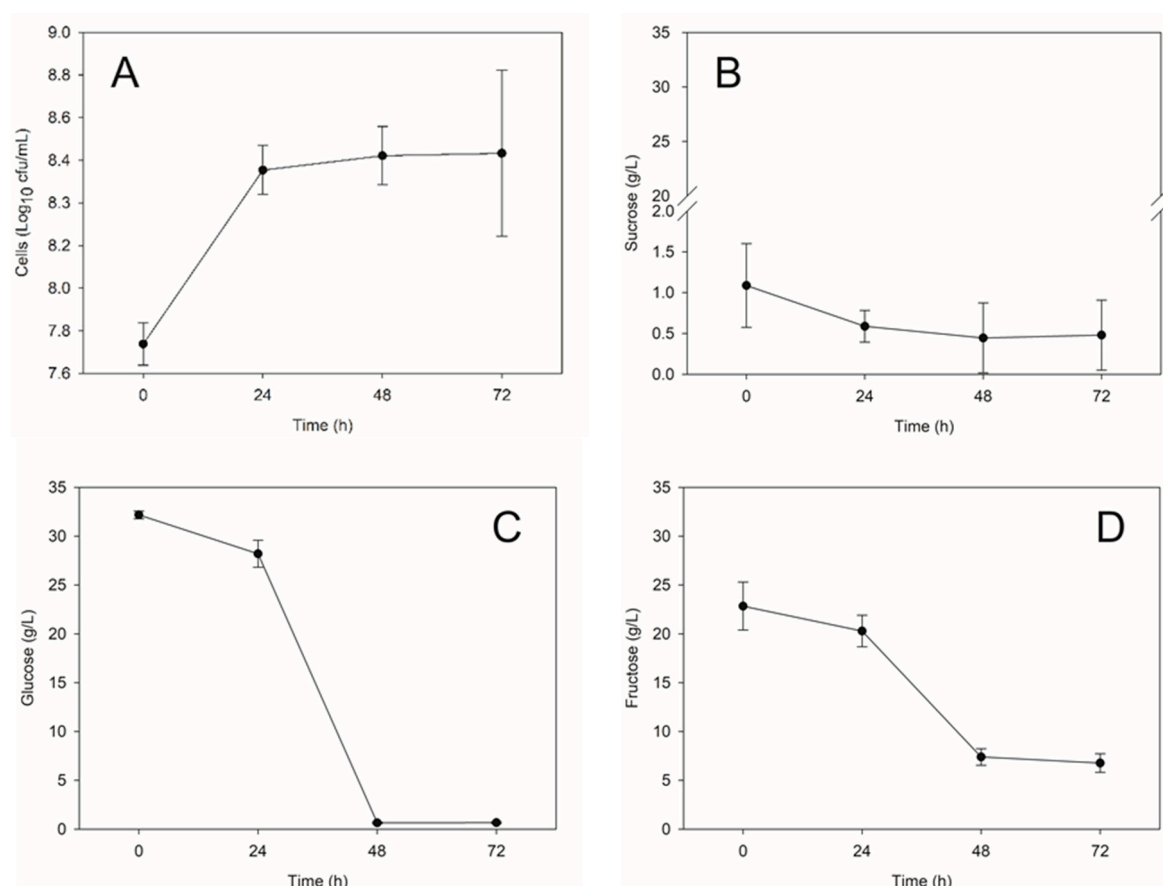 A
9.0
8.8
8.6
8.4
8.3
8.2
8.0
7.8
7.6
Cells (Log10 cfu/mL)
0 24 48 72
Time (h)
B
35
30
25
20
2.0
1.5
1.0
0.5
0.0
Sucrose (g/L)
0 24 48 72
Time (h)
C
35
30
25
20
15
10
5
0
Glucose (g/L)
0 24 48 72
Time (h)
D
35
30
25
20
15
10
5
0
Fructose (g/L)
0 24 48 72
Time (h)